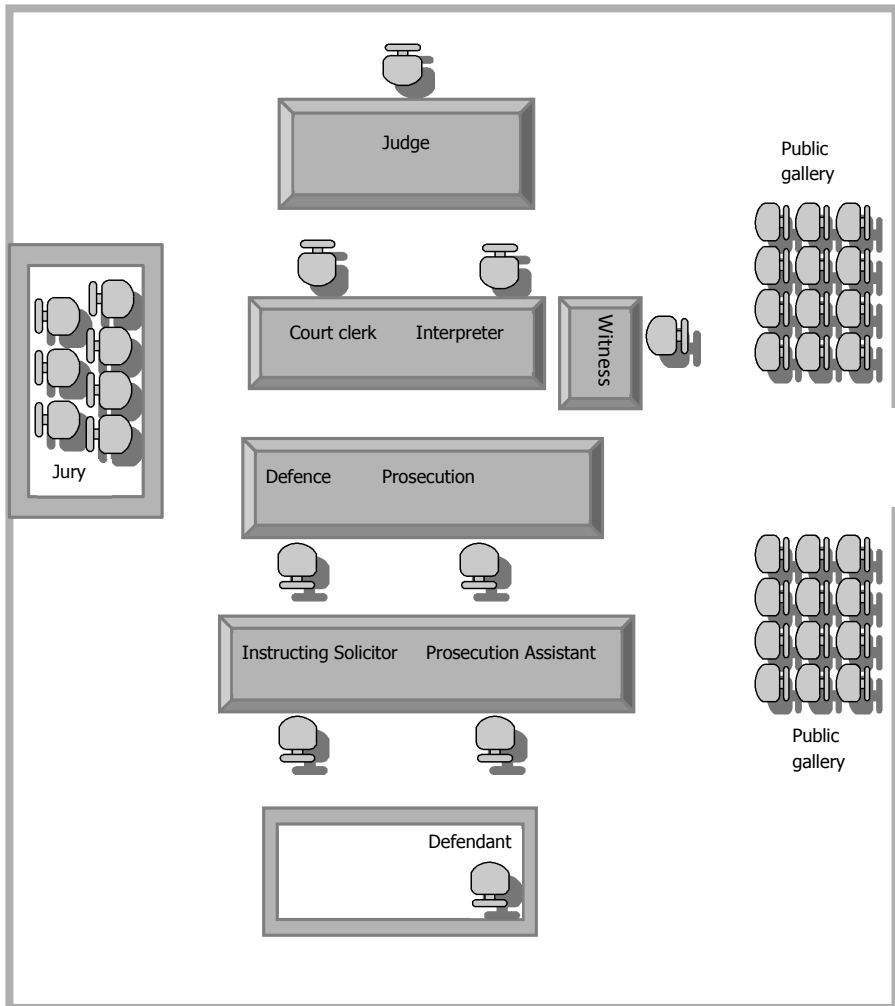 Judge
Public
gallery
Court clerk Interpreter
Witness
Jury
Defence Prosecution
Instructing Solicitor Prosecution Assistant
Public
gallery
Defendant